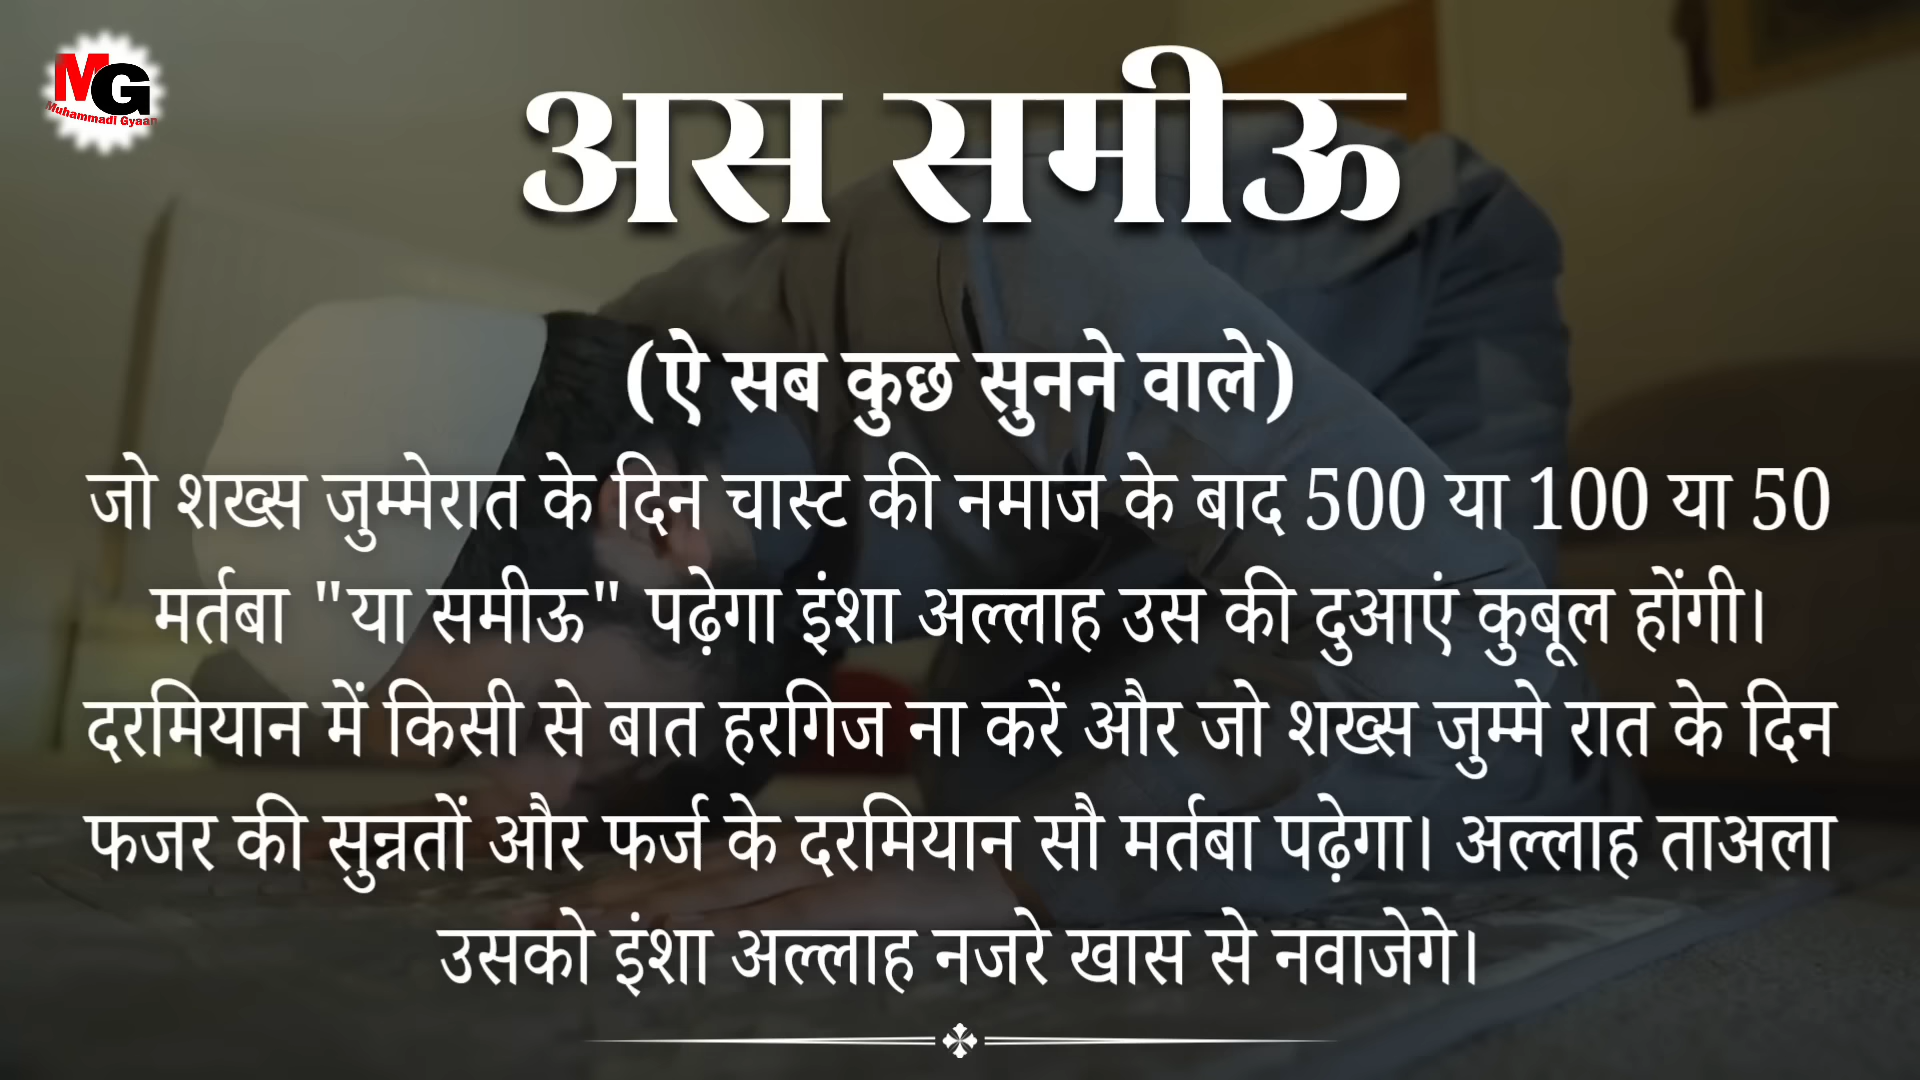 MG
Muhammadi Gyaan
अस समीऊ
(ऐ सब कुछ सुनने वाले)
जो शख्स जुम्मेरात के दिन चास्ट की नमाज के बाद 500 या 100 या 50
मर्तबा "या समीऊ" पढ़ेगा इंशा अल्लाह उस की दुआएं कुबूल होंगी।
दरमियान में किसी से बात हरगिज ना करें और जो शख्स जुम्मे रात के दिन
फजर की सुन्नतों और फर्ज के दरमियान सौ मर्तबा पढ़ेगा। अल्लाह ताअला
उसको इंशा अल्लाह नजरे खास से नवाजेगे।